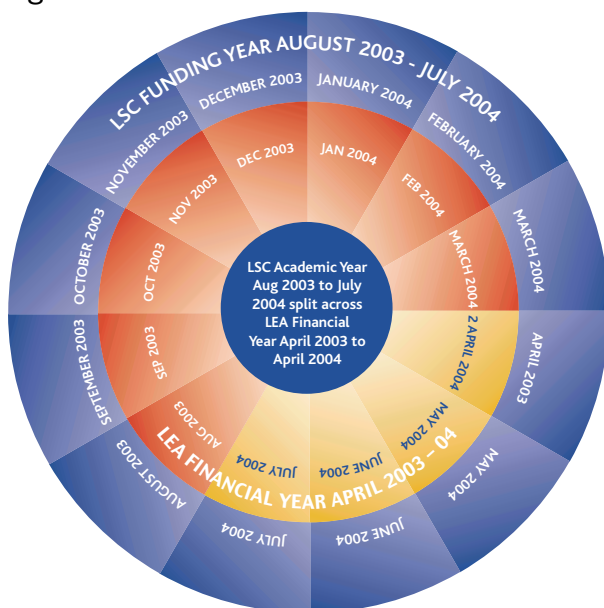 LSC FUNDING YEAR AUGUST 2003 - JULY 2004
JANUARY 2004
FEBRUARY 2004
MARCH 2004
APRIL 2003
MAY 2004
JUNE 2004
JULY 2004
AUGUST 2003
SEPTEMBER 2003
OCTOBER 2003
NOVEMBER 2003
DECEMBER 2003
JAN 2004
FEB 2004
MARCH 2004
2 APRIL 2004
MAY 2004
JUNE 2004
JULY 2004
AUG 2003
SEP 2003
OCT 2003
NOV 2003
DEC 2003
LEA FINANCIAL YEAR APRIL 2003 – 04
LSC Academic Year
Aug 2003 to July
2004 split across
LEA Financial
Year April 2003 to
April 2004